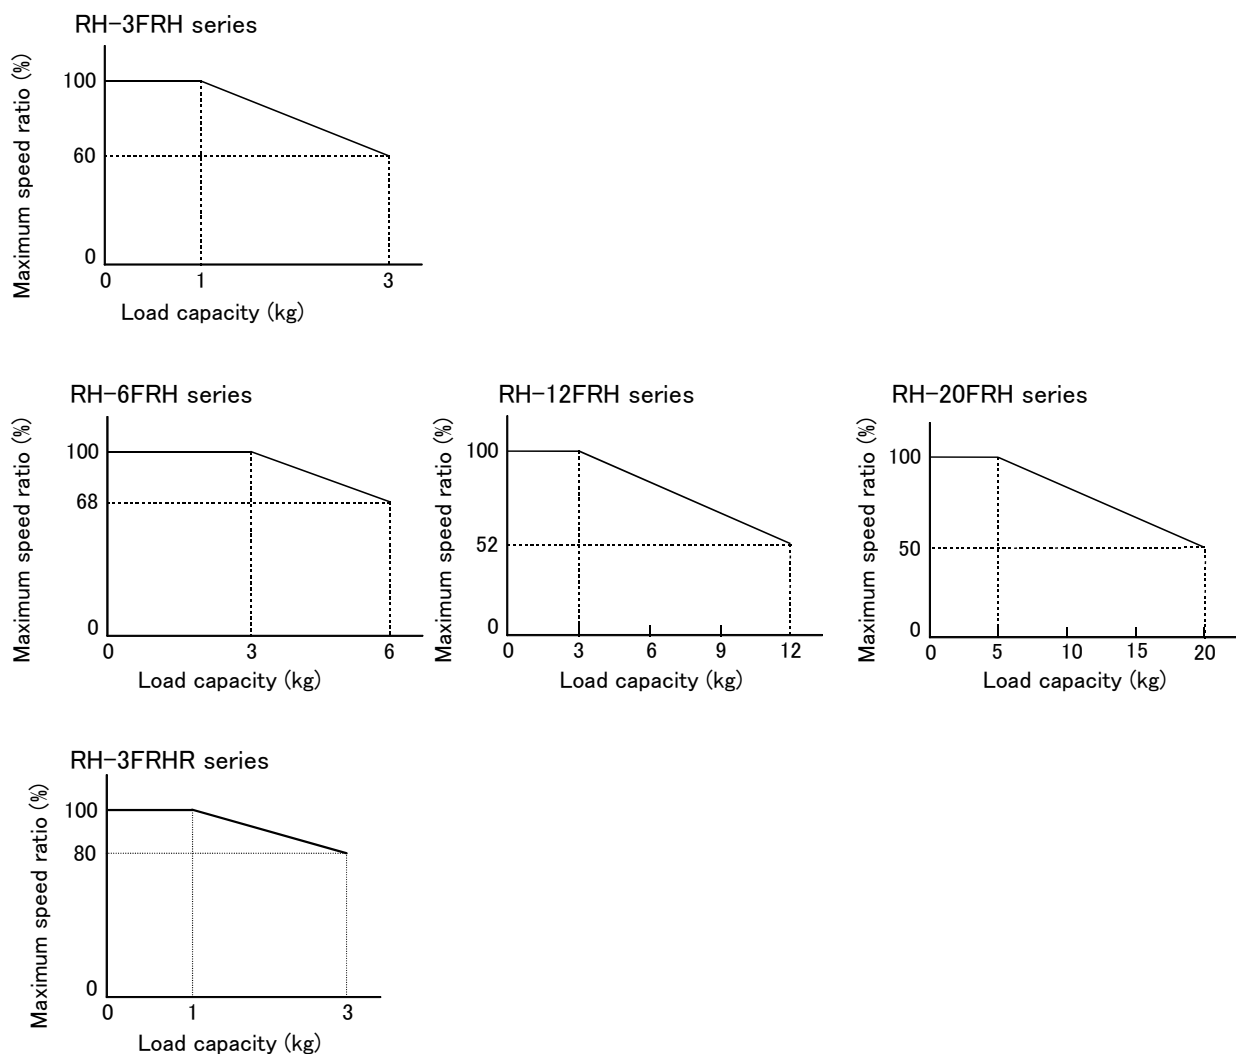 RH-3FRH series
Maximum speed ratio (%)
100
60
0
0 1 3
Load capacity (kg)
RH-6FRH series
Maximum speed ratio (%)
100
68
0
0 3 6
Load capacity (kg)
RH-12FRH series
Maximum speed ratio (%)
100
52
0
0 3 6 9 12
Load capacity (kg)
RH-20FRH series
Maximum speed ratio (%)
100
50
0
0 5 10 15 20
Load capacity (kg)
RH-3FRHR series
Maximum speed ratio (%)
100
80
0
0 1 3
Load capacity (kg)